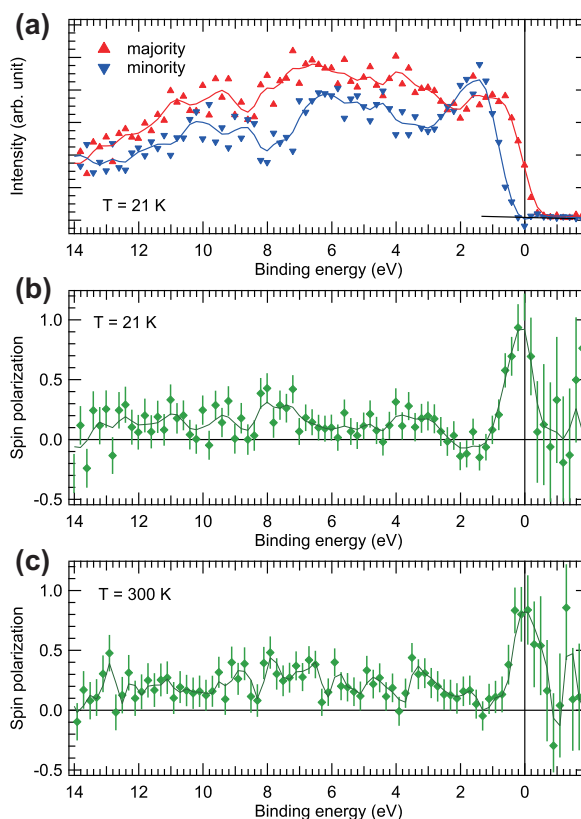 (a)
majority
minority
Intensity (arb. unit)
T = 21 K
14 12 10 8 6 4 2 0
Binding energy (eV)
(b)
T = 21 K
1.0
0.5
0.0
-0.5
Spin polarization
14 12 10 8 6 4 2 0
Binding energy (eV)
(c)
T = 300 K
1.0
0.5
0.0
-0.5
Spin polarization
14 12 10 8 6 4 2 0
Binding energy (eV)